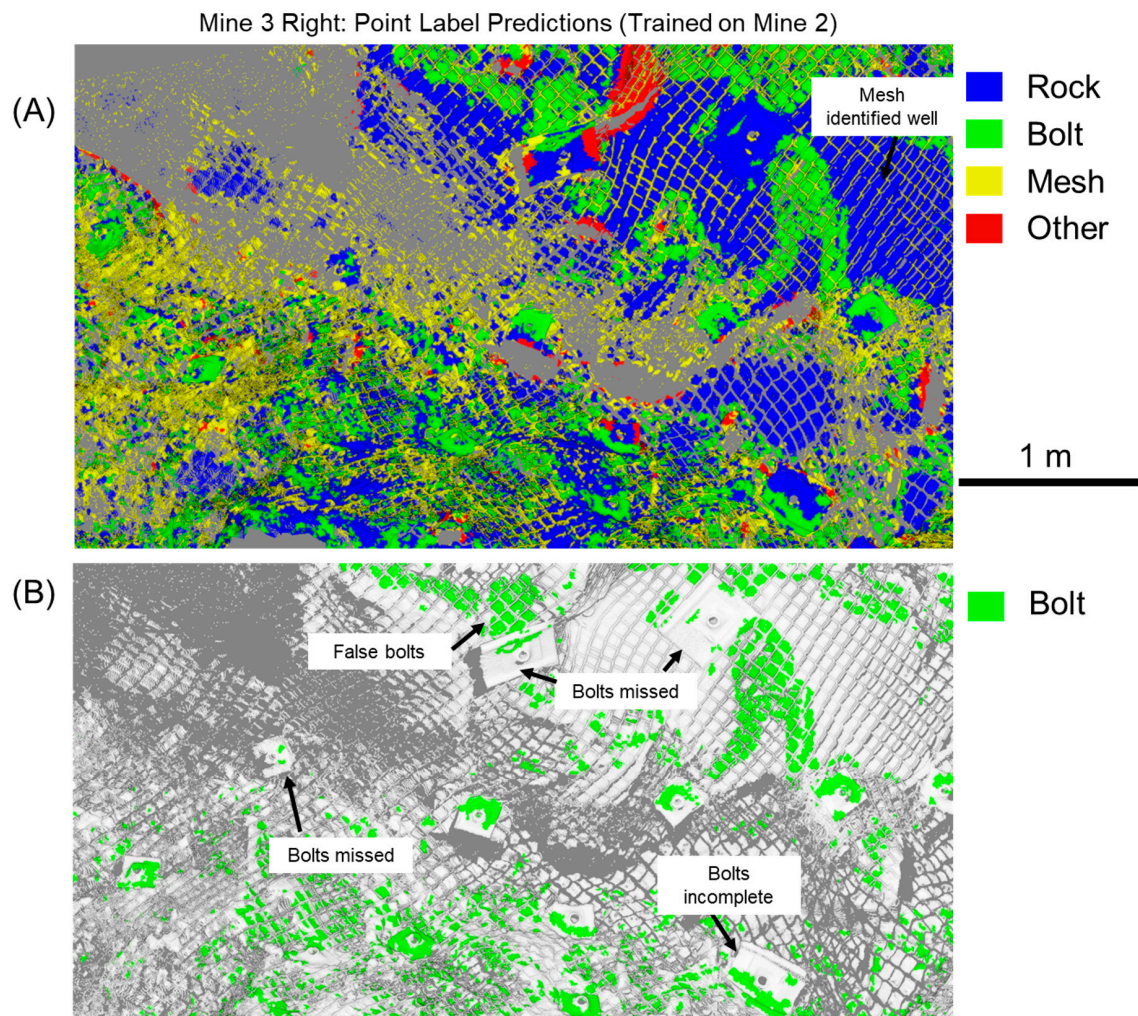 Mine 3 Right: Point Label Predictions (Trained on Mine 2)
(A)
Mesh
identified well
Rock
Bolt
Mesh
Other
1 m
(B)
Bolt
False bolts
Bolts missed
Bolts missed
Bolts
incomplete